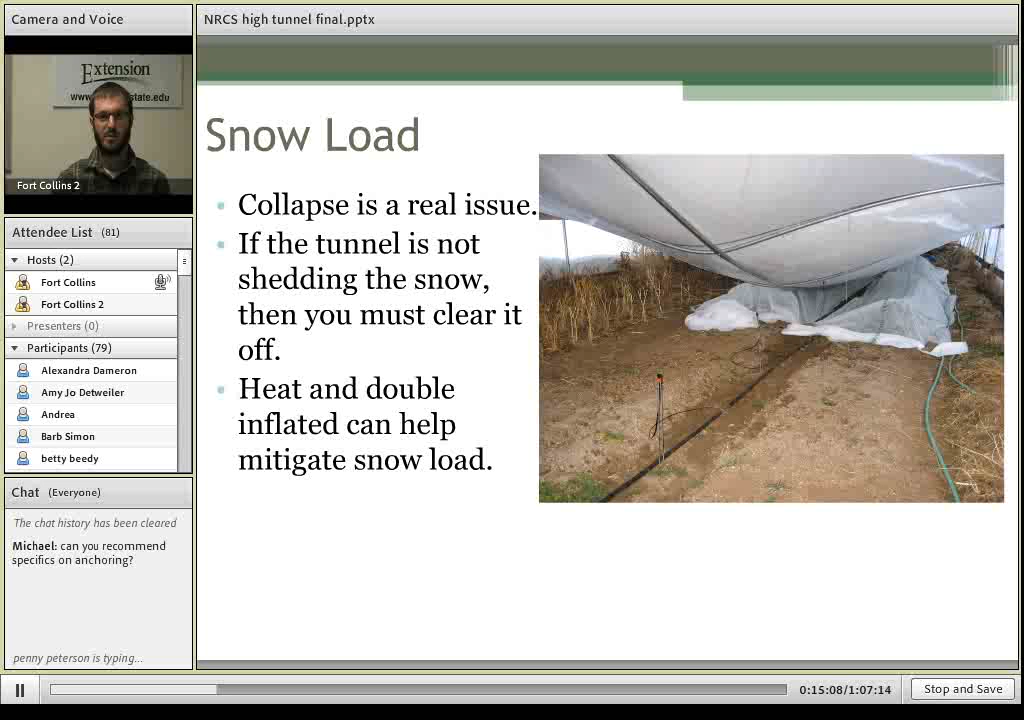 Camera and Voice
Extension
www.
state.edu
Fort Collins 2
Attendee List (81)
Hosts (2)
Fort Collins
Fort Collins 2
Presenters (0)
Participants (79)
Alexandra Dameron
Amy Jo Detweiler
Andrea
Barb Simon
betty beedy
Chat (Everyone)
The chat history has been cleared
Michael: can you recommend
specifics on anchoring?
penny peterson is typing...
NRCS high tunnel final.pptx
Snow Load
Collapse is a real issue.
If the tunnel is not
shedding the snow,
then you must clear it
off.
Heat and double
inflated can help
mitigate snow load.
0:15:08/1:07:14
Stop and Save